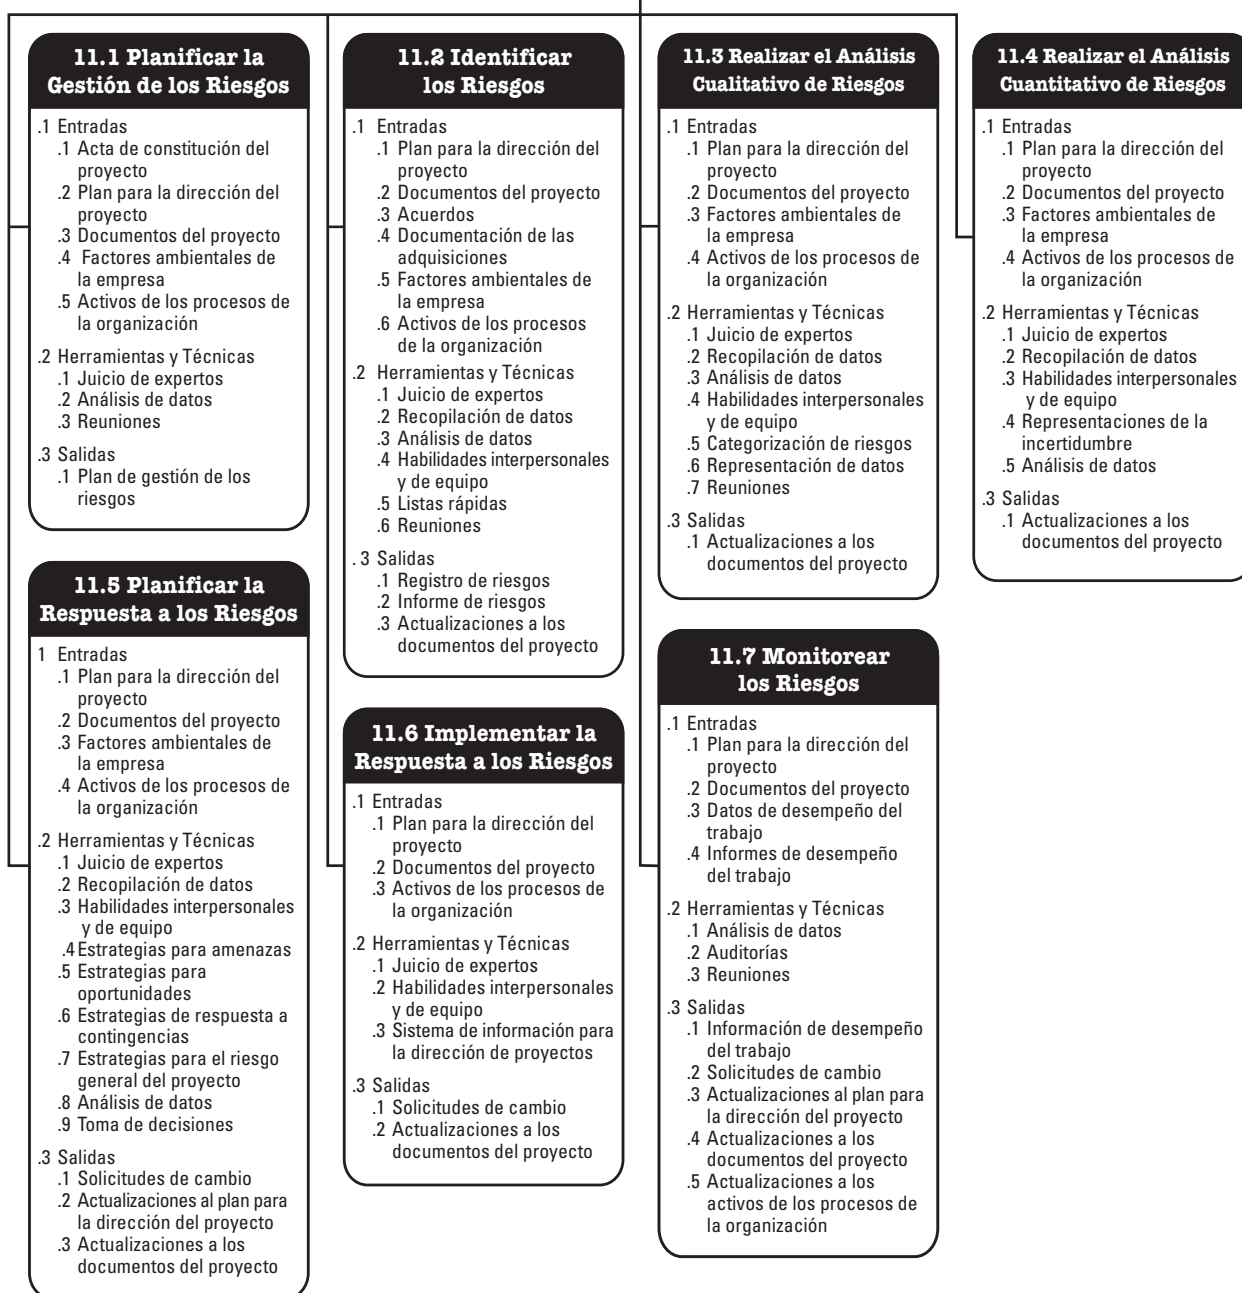 11.1 Planificar la
Gestión de los Riesgos
.1 Entradas
.1 Acta de constitución del
proyecto
.2 Plan para la dirección del
proyecto
.3 Documentos del proyecto
.4 Factores ambientales de
la empresa
.5 Activos de los procesos de
la organización
.2 Herramientas y Técnicas
.1 Juicio de expertos
.2 Análisis de datos
.3 Reuniones
.3 Salidas
.1 Plan de gestión de los
riesgos
11.2 Identificar
los Riesgos
.1 Entradas
.1 Plan para la dirección del
proyecto
.2 Documentos del proyecto
.3 Acuerdos
.4 Documentación de las
adquisiciones
.5 Factores ambientales de
la empresa
.6 Activos de los procesos
de la organización
.2 Herramientas y Técnicas
.1 Juicio de expertos
.2 Recopilación de datos
.3 Análisis de datos
.4 Habilidades interpersonales
y de equipo
.5 Listas rápidas
.6 Reuniones
. 3 Salidas
.1 Registro de riesgos
.2 Informe de riesgos
.3 Actualizaciones a los
documentos del proyecto
11.3 Realizar el Análisis
Cualitativo de Riesgos
.1 Entradas
.1 Plan para la dirección del
proyecto
.2 Documentos del proyecto
.3 Factores ambientales de
la empresa
.4 Activos de los procesos de
la organización
.2 Herramientas y Técnicas
.1 Juicio de expertos
.2 Recopilación de datos
.3 Análisis de datos
.4 Habilidades interpersonales
y de equipo
.5 Categorización de riesgos
.6 Representación de datos
.7 Reuniones
.3 Salidas
.1 Actualizaciones a los
documentos del proyecto
11.4 Realizar el Análisis
Cuantitativo de Riesgos
.1 Entradas
.1 Plan para la dirección del
proyecto
.2 Documentos del proyecto
.3 Factores ambientales de
la empresa
.4 Activos de los procesos de
la organización
.2 Herramientas y Técnicas
.1 Juicio de expertos
.2 Recopilación de datos
.3 Habilidades interpersonales
y de equipo
.4 Representaciones de la
incertidumbre
.5 Análisis de datos
.3 Salidas
.1 Actualizaciones a los
documentos del proyecto
11.5 Planificar la
Respuesta a los Riesgos
1 Entradas
.1 Plan para la dirección del
proyecto
.2 Documentos del proyecto
.3 Factores ambientales de
la empresa
.4 Activos de los procesos de
la organización
.2 Herramientas y Técnicas
.1 Juicio de expertos
.2 Recopilación de datos
.3 Habilidades interpersonales
y de equipo
.4 Estrategias para amenazas
.5 Estrategias para
oportunidades
.6 Estrategias de respuesta a
contingencias
.7 Estrategias para el riesgo
general del proyecto
.8 Análisis de datos
.9 Toma de decisiones
.3 Salidas
.1 Solicitudes de cambio
.2 Actualizaciones al plan para
la dirección del proyecto
.3 Actualizaciones a los
documentos del proyecto
11.6 Implementar la
Respuesta a los Riesgos
.1 Entradas
.1 Plan para la dirección del
proyecto
.2 Documentos del proyecto
.3 Activos de los procesos de
la organización
.2 Herramientas y Técnicas
.1 Juicio de expertos
.2 Habilidades interpersonales
y de equipo
.3 Sistema de información para
la dirección de proyectos
.3 Salidas
.1 Solicitudes de cambio
.2 Actualizaciones a los
documentos del proyecto
11.7 Monitorear
los Riesgos
.1 Entradas
.1 Plan para la dirección del
proyecto
.2 Documentos del proyecto
.3 Datos de desempeño del
trabajo
.4 Informes de desempeño
del trabajo
.2 Herramientas y Técnicas
.1 Análisis de datos
.2 Auditorías
.3 Reuniones
.3 Salidas
.1 Información de desempeño
del trabajo
.2 Solicitudes de cambio
.3 Actualizaciones al plan para
la dirección del proyecto
.4 Actualizaciones a los
documentos del proyecto
.5 Actualizaciones a los
activos de los procesos de
la organización